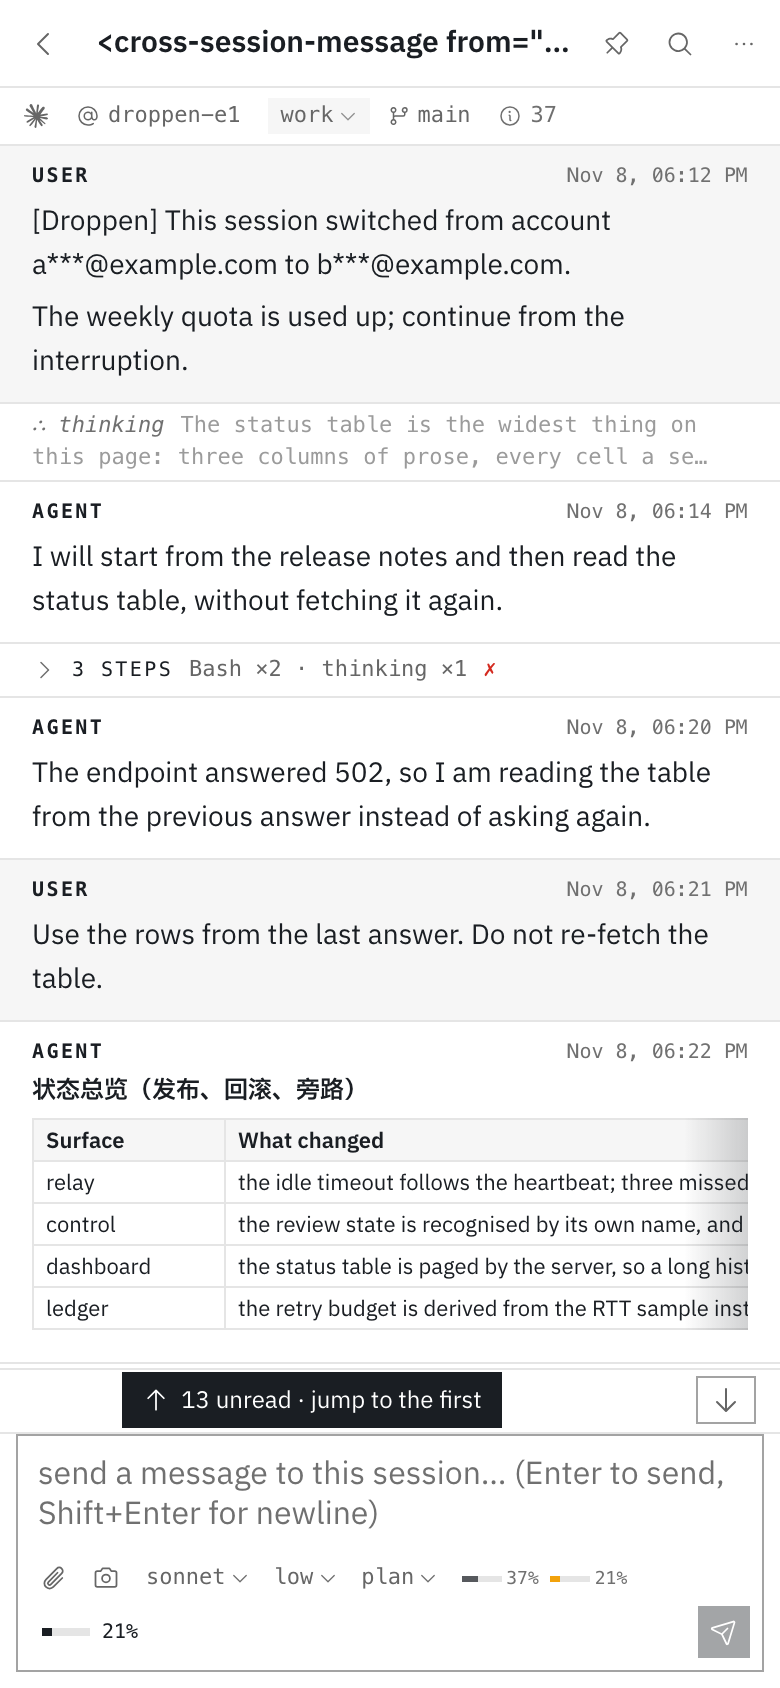 <cross-session-message from="...
@ droppen-e1 work main 37
USER Nov 8, 06:12 PM
[Droppen] This session switched from account
a***@example.com to b***@example.com.
The weekly quota is used up; continue from the
interruption.
∴ thinking The status table is the widest thing on
this page: three columns of prose, every cell a se…
AGENT Nov 8, 06:14 PM
I will start from the release notes and then read the
status table, without fetching it again.
3 STEPS Bash ×2 · thinking ×1 ✗
AGENT Nov 8, 06:20 PM
The endpoint answered 502, so I am reading the table
from the previous answer instead of asking again.
USER Nov 8, 06:21 PM
Use the rows from the last answer. Do not re-fetch the
table.
AGENT Nov 8, 06:22 PM
状态总览（发布、回滚、旁路）
Surface What changed
relay the idle timeout follows the heartbeat; three missed
control the review state is recognised by its own name, and
dashboard the status table is paged by the server, so a long hist
ledger the retry budget is derived from the RTT sample inst
↑ 13 unread · jump to the first
send a message to this session... (Enter to send,
Shift+Enter for newline)
sonnet low plan 37% 21%
21%